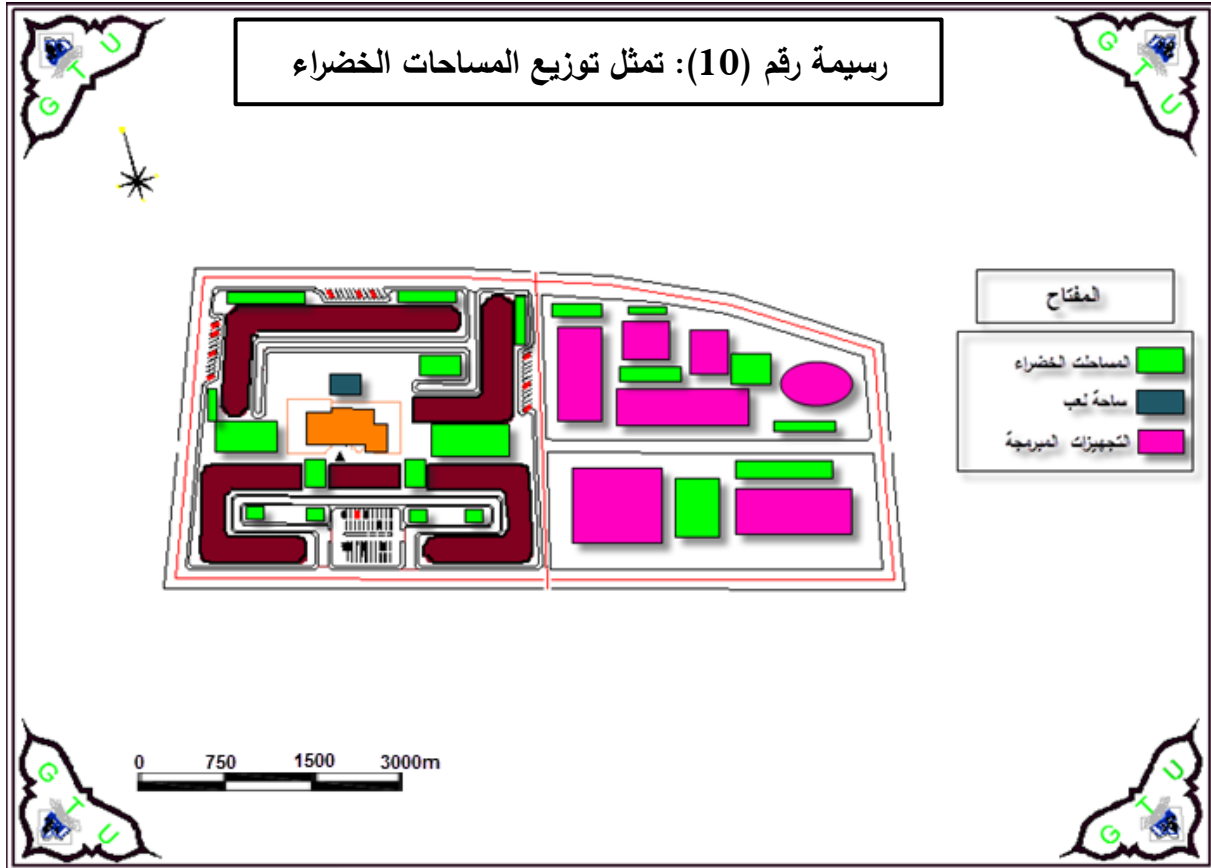 G T U
G T U
رسيمة رقم (10): تمثل توزيع المساحات الخضراء
المفتاح
المساحات الخضراء
ساحة لعب
التجهيزات المبرمجة
0 750 1500 3000m
G T U
G T U